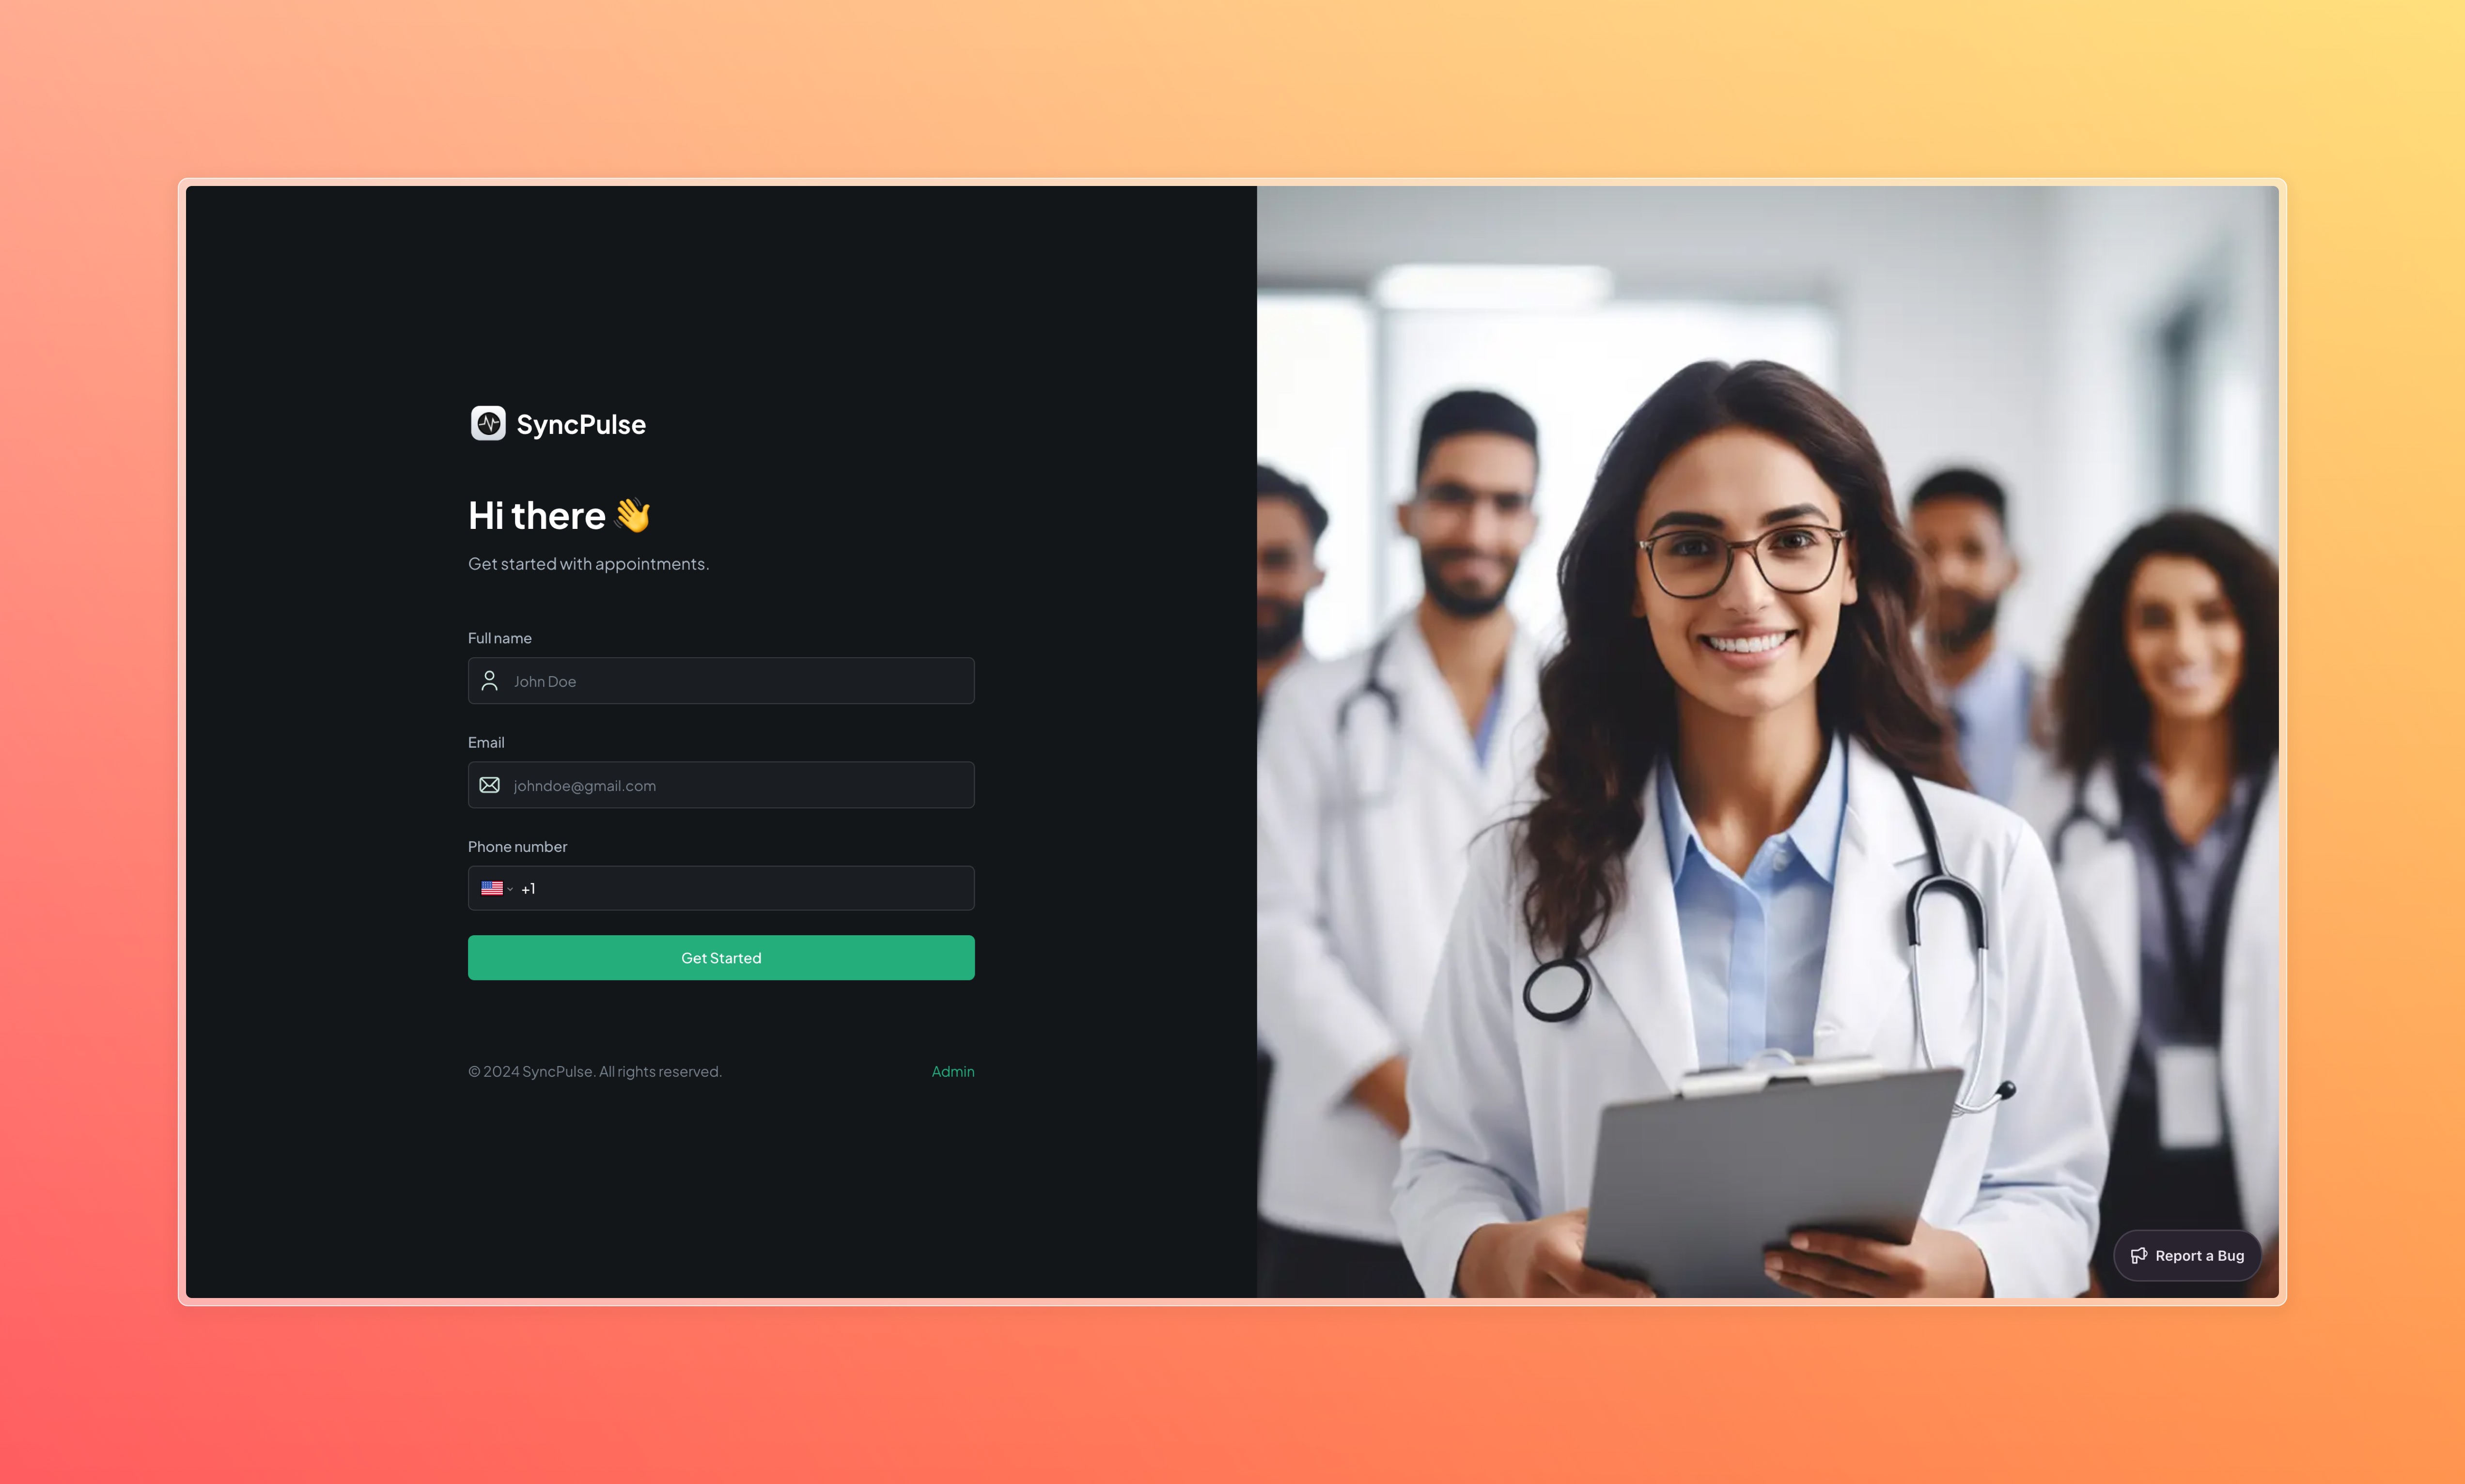 SyncPulse
Hi there 👋
Get started with appointments.
Full name
John Doe
Email
johndoe@gmail.com
Phone number
+1
Get Started
© 2024 SyncPulse. All rights reserved.
Admin
Report a Bug